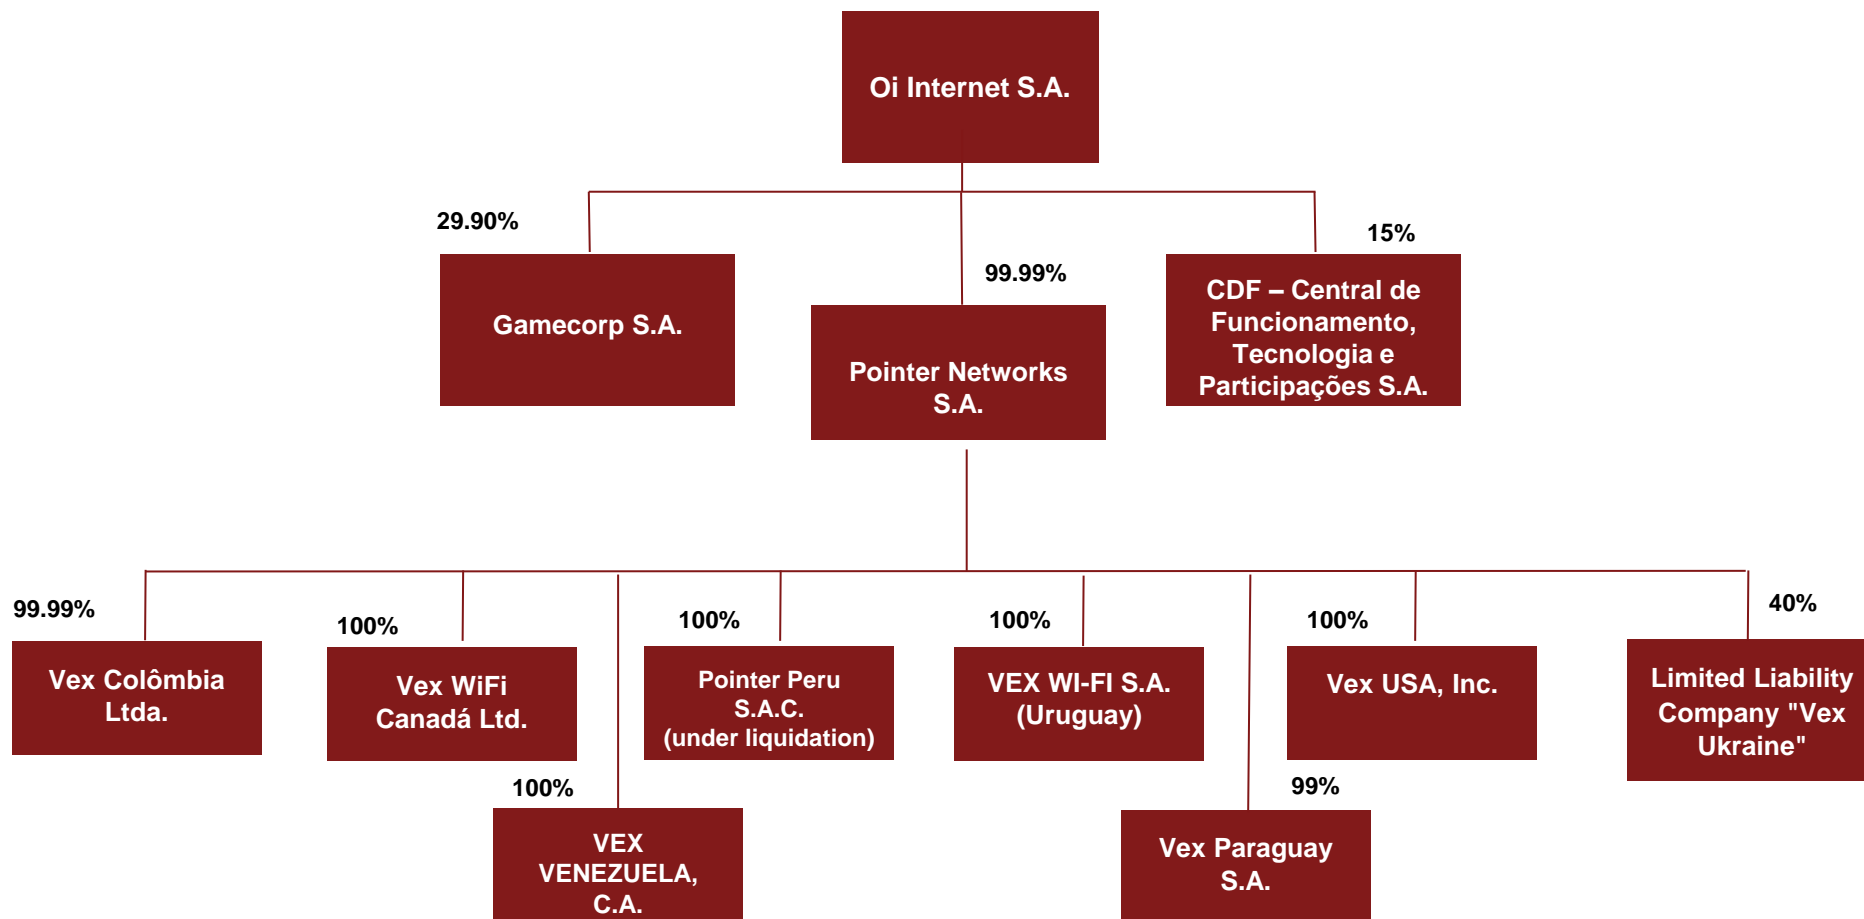 Oi Internet S.A.
29.90%
Gamecorp S.A.
99.99%
Pointer Networks
S.A.
15%
CDF – Central de
Funcionamento,
Tecnologia e
Participações S.A.
99.99%
Vex Colômbia
Ltda.
100%
Vex WiFi
Canadá Ltd.
100%
Pointer Peru
S.A.C.
(under liquidation)
100%
VEX WI-FI S.A.
(Uruguay)
100%
Vex USA, Inc.
40%
Limited Liability
Company "Vex
Ukraine"
100%
VEX
VENEZUELA,
C.A.
99%
Vex Paraguay
S.A.